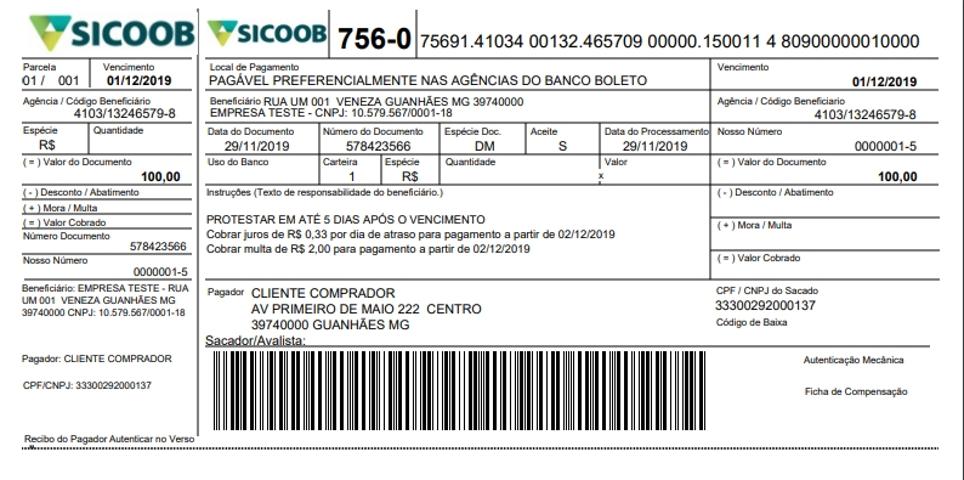 SICOOB
Parcela Vencimento
01 / 001 01/12/2019
Agência / Código Beneficiário
4103/13246579-8
Espécie Quantidade
R$
( = ) Valor do Documento
100,00
( - ) Desconto / Abatimento
( + ) Mora / Multa
( = ) Valor Cobrado
Número Documento
578423566
Nosso Número
0000001-5
Beneficiário: EMPRESA TESTE - RUA
UM 001 VENEZA GUANHÃES MG
39740000 CNPJ: 10.579.567/0001-18
Pagador: CLIENTE COMPRADOR
CPF/CNPJ: 33300292000137
Recibo do Pagador Autenticar no Verso
SICOOB 756-0 75691.41034 00132.465709 00000.150011 4 80900000010000
Local de Pagamento Vencimento
PAGÁVEL PREFERENCIALMENTE NAS AGÊNCIAS DO BANCO BOLETO 01/12/2019
Beneficiário RUA UM 001 VENEZA GUANHÃES MG 39740000 Agência / Código Beneficiario
EMPRESA TESTE - CNPJ: 10.579.567/0001-18 4103/13246579-8
Data do Documento Número do Documento Espécie Doc. Aceite Data do Processamento Nosso Número
29/11/2019 578423566 DM S 29/11/2019 0000001-5
Uso do Banco Carteira Espécie Quantidade Valor ( = ) Valor do Documento
1 R$ x 100,00
Instruções (Texto de responsabilidade do beneficiário.) ( - ) Desconto / Abatimento
PROTESTAR EM ATÉ 5 DIAS APÓS O VENCIMENTO
Cobrar juros de R$ 0,33 por dia de atraso para pagamento a partir de 02/12/2019
Cobrar multa de R$ 2,00 para pagamento a partir de 02/12/2019
( + ) Mora / Multa
( = ) Valor Cobrado
Pagador CLIENTE COMPRADOR
AV PRIMEIRO DE MAIO 222 CENTRO
39740000 GUANHÃES MG
CPF / CNPJ do Sacado
33300292000137
Código de Baixa
Sacador/Avalista:
Autenticação Mecânica
Ficha de Compensação